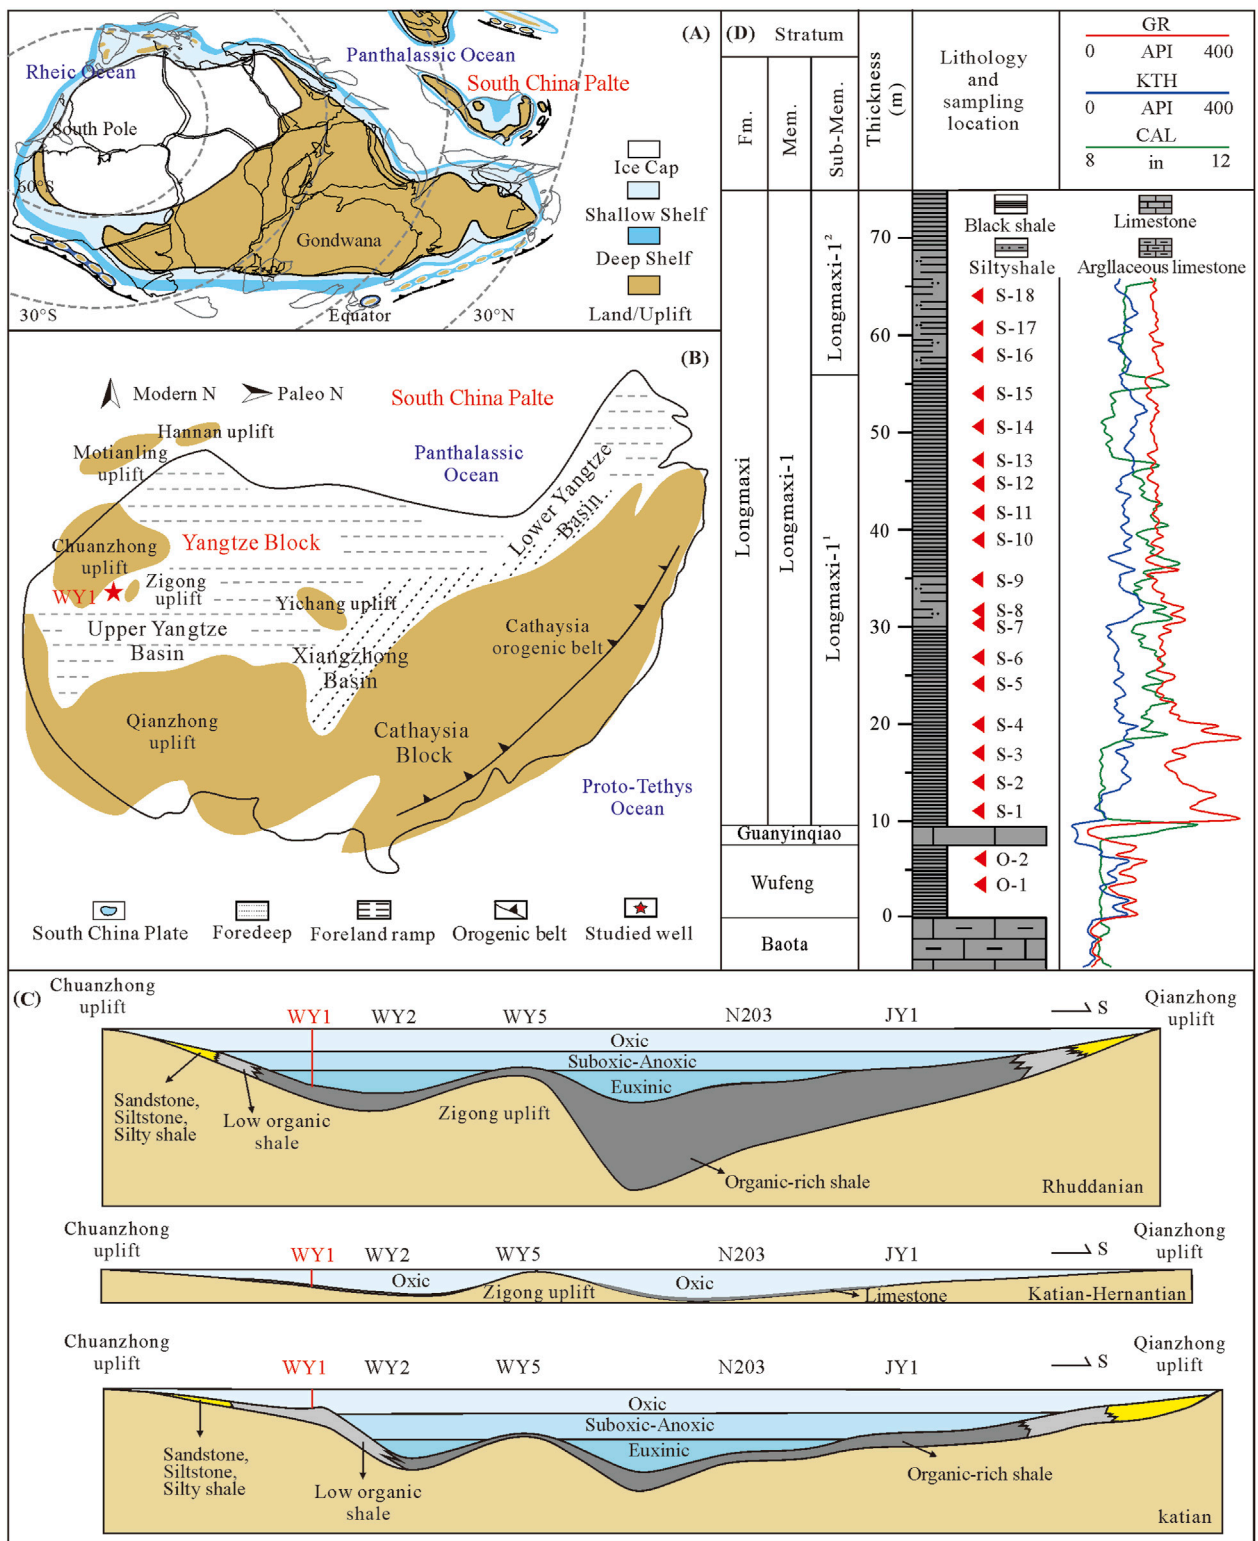 (A)
Panthalassic Ocean
Rheic Ocean
South China Palte
South Pole
60°S
Gondwana
30°S
Equator
30°N
Ice Cap
Shallow Shelf
Deep Shelf
Land/Uplift
(B)
Modern N
Paleo N
South China Palte
Hannan uplift
Motianling
uplift
Panthalassic
Ocean
Lower Yangtze
Basin
Chuanzhong
uplift
Yangtze Block
WY1
Zigong
uplift
Yichang uplift
Upper Yangtze
Basin
Xiangzhong
Basin
Cathaysia
orogenic belt
Qianzhong
uplift
Cathaysia
Block
Proto-Tethys
Ocean
South China Plate
Foredeep
Foreland ramp
Orogenic belt
Studied well
(D)
Stratum
Fm.
Mem.
Sub-Mem.
Thickness
(m)
Lithology
and
sampling
location
GR
0 API 400
KTH
0 API 400
CAL
8 in 12
Black shale
Limestone
Siltyshale
Argllaceous limestone
Longmaxi
Longmaxi-1
Longmaxi-1²
Longmaxi-1¹
Guanyinqiao
Wufeng
Baota
70
60
50
40
30
20
10
0
S-18
S-17
S-16
S-15
S-14
S-13
S-12
S-11
S-10
S-9
S-8
S-7
S-6
S-5
S-4
S-3
S-2
S-1
O-2
O-1
(C)
Chuanzhong
uplift
WY1
WY2
WY5
N203
JY1
S
Qianzhong
uplift
Oxic
Suboxic-Anoxic
Euxinic
Sandstone,
Siltstone,
Silty shale
Low organic
shale
Zigong uplift
Organic-rich shale
Rhuddanian
Chuanzhong
uplift
WY1
WY2
WY5
N203
JY1
S
Qianzhong
uplift
Oxic
Zigong uplift
Oxic
Limestone
Katian-Hernantian
Chuanzhong
uplift
WY1
WY2
WY5
N203
JY1
S
Qianzhong
uplift
Oxic
Suboxic-Anoxic
Euxinic
Sandstone,
Siltstone,
Silty shale
Low organic
shale
Organic-rich shale
katian